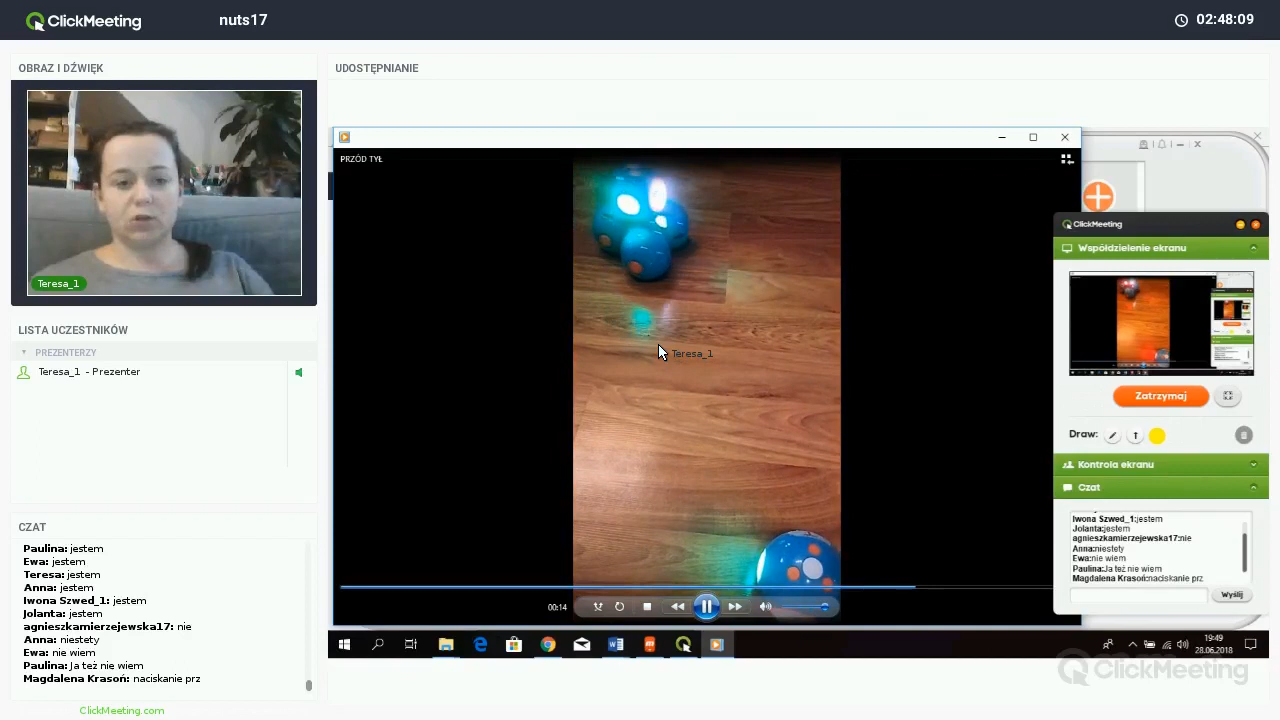 ClickMeeting
nuts17
02:48:09
OBRAZ I DŹWIĘK
UDOSTĘPNIANIE
Teresa_1
LISTA UCZESTNIKÓW
PREZENTERZY
Teresa_1 - Prezenter
CZAT
Paulina: jestem
Ewa: jestem
Teresa: jestem
Anna: jestem
Iwona Szwed_1: jestem
Jolanta: jestem
agnieszkamierzejewska17: nie
Anna: niestety
Ewa: nie wiem
Paulina: Ja też nie wiem
Magdalena Krasoń: naciskanie prz
ClickMeeting.com
PRZÓD TYŁ
Teresa_1
00:14
ClickMeeting
Współdzielenie ekranu
Zatrzymaj
Draw:
Kontrola ekranu
Czat
Iwona Szwed_1:jestem
Jolanta:jestem
agnieszkamierzejewska17:nie
Anna:niestety
Ewa:nie wiem
Paulina:Ja też nie wiem
Magdalena Krasoń:naciskanie prz
Wyślij
19:49
28.06.2018
ClickMeeting